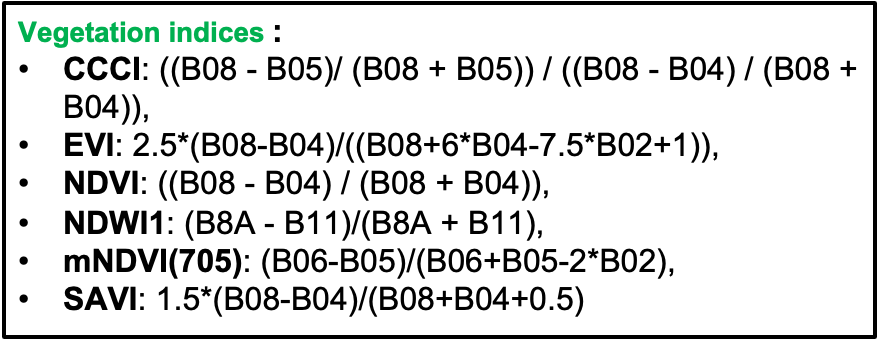 Vegetation indices :
• CCCI: ((B08 - B05)/ (B08 + B05)) / ((B08 - B04) / (B08 +
B04)),
• EVI: 2.5*(B08-B04)/((B08+6*B04-7.5*B02+1)),
• NDVI: ((B08 - B04) / (B08 + B04)),
• NDWI1: (B8A - B11)/(B8A + B11),
• mNDVI(705): (B06-B05)/(B06+B05-2*B02),
• SAVI: 1.5*(B08-B04)/(B08+B04+0.5)